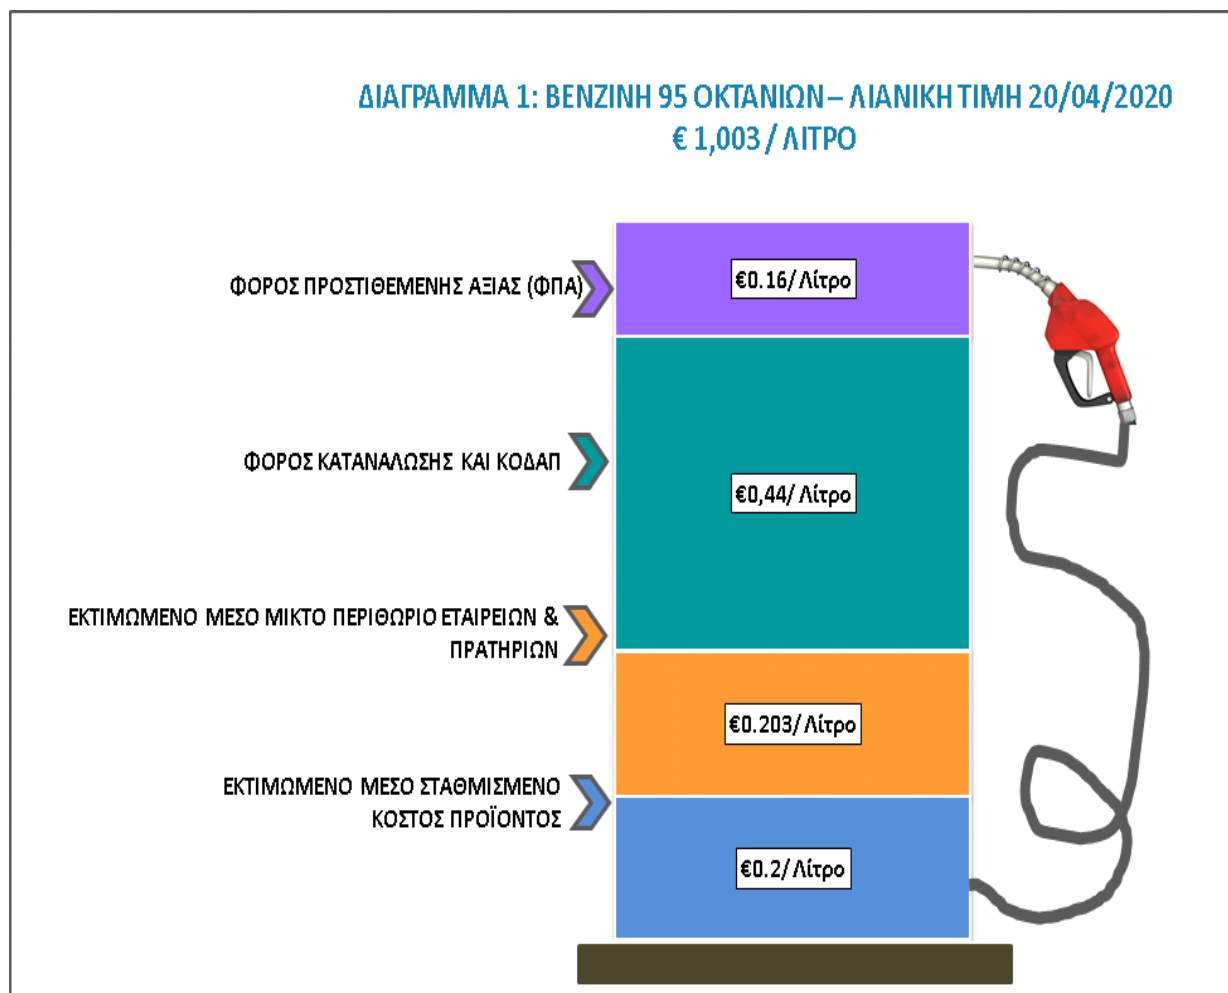 ΔΙΑΓΡΑΜΜΑ 1: ΒΕΝΖΙΝΗ 95 ΟΚΤΑΝΙΩΝ – ΛΙΑΝΙΚΗ ΤΙΜΗ 20/04/2020
€ 1,003 / ΛΙΤΡΟ
ΦΟΡΟΣ ΠΡΟΣΤΙΘΕΜΕΝΗΣ ΑΞΙΑΣ (ΦΠΑ)
€0.16/ Λίτρο
ΦΟΡΟΣ ΚΑΤΑΝΑΛΩΣΗΣ ΚΑΙ ΚΟΔΑΠ
€0,44/ Λίτρο
ΕΚΤΙΜΩΜΕΝΟ ΜΕΣΟ ΜΙΚΤΟ ΠΕΡΙΘΩΡΙΟ ΕΤΑΙΡΕΙΩΝ &
ΠΡΑΤΗΡΙΩΝ
€0.203/ Λίτρο
ΕΚΤΙΜΩΜΕΝΟ ΜΕΣΟ ΣΤΑΘΜΙΣΜΕΝΟ
ΚΟΣΤΟΣ ΠΡΟΪΟΝΤΟΣ
€0.2/ Λίτρο